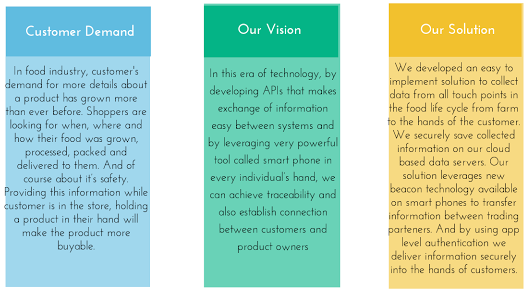 Customer Demand
In food industry, customer's
demand for more details about
a product has grown more
than ever before. Shoppers are
looking for when, where and
how their food was grown,
processed, packed and
delivered to them. And of
course about it's safety.
Providing this information while
customer is in the store, holding
a product in their hand will
make the product more
buyable.
Our Vision
In this era of technology, by
developing APIs that makes
exchange of information
easy between systems and
by leveraging very powerful
tool called smart phone in
every individual's hand, we
can achieve traceability and
also establish connection
between customers and
product owners
Our Solution
We developed an easy to
implement solution to collect
data from all touch points in
the food life cycle from farm
to the hands of the customer.
We securely save collected
information on our cloud
based data servers. Our
solution leverages new
beacon technology available
on smart phones to transfer
information between trading
parteners. And by using app
level authentication we
deliver information securely
into the hands of customers.